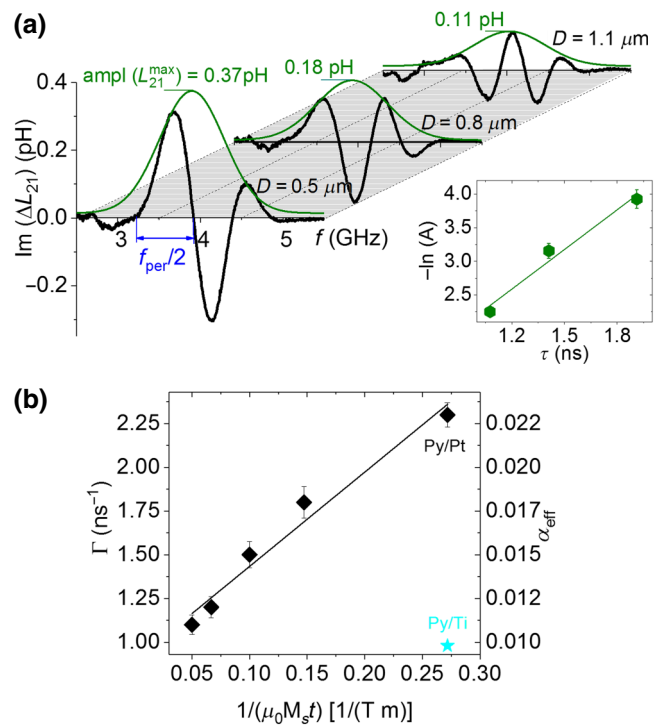 (a)
0.11 pH
D = 1.1 μm
0.18 pH
ampl (L₂₁ᵐᵃˣ) = 0.37pH
D = 0.8 μm
D = 0.5 μm
Im (ΔL₂₁) (pH)
0.4
0.2
0.0
−0.2
3 4 5 f (GHz)
f_per/2
−ln (A)
4.0
3.5
3.0
2.5
1.2 1.5 1.8
τ (ns)
(b)
Γ (ns⁻¹)
2.25
2.00
1.75
1.50
1.25
1.00
Py/Pt
Py/Ti
0.022
0.020
0.017
0.015
0.012
0.010
α_eff
0.05 0.10 0.15 0.20 0.25 0.30
1/(μ₀Mₛt) [1/(T m)]